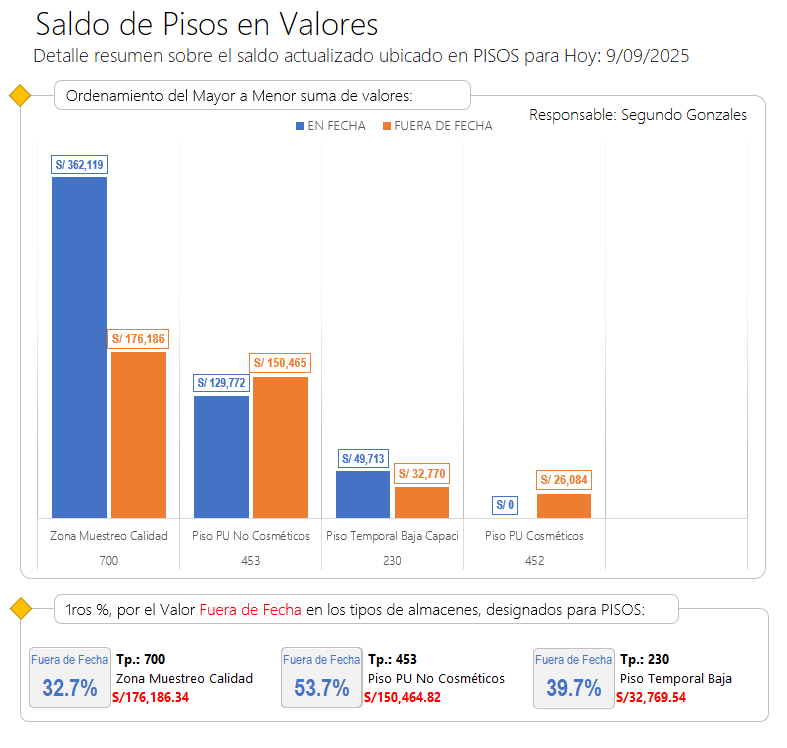 Saldo de Pisos en Valores
Detalle resumen sobre el saldo actualizado ubicado en PISOS para Hoy: 9/09/2025
Ordenamiento del Mayor a Menor suma de valores:
Responsable: Segundo Gonzales
EN FECHA FUERA DE FECHA
S/ 362,119
S/ 176,186
S/ 129,772
S/ 150,465
S/ 49,713
S/ 32,770
S/ 0
S/ 26,084
Zona Muestreo Calidad Piso PU No Cosméticos Piso Temporal Baja Capaci Piso PU Cosméticos
700 453 230 452
1ros %, por el Valor Fuera de Fecha en los tipos de almacenes, designados para PISOS:
Fuera de Fecha
32.7%
Tp.: 700
Zona Muestreo Calidad
S/176,186.34
Fuera de Fecha
53.7%
Tp.: 453
Piso PU No Cosméticos
S/150,464.82
Fuera de Fecha
39.7%
Tp.: 230
Piso Temporal Baja
S/32,769.54